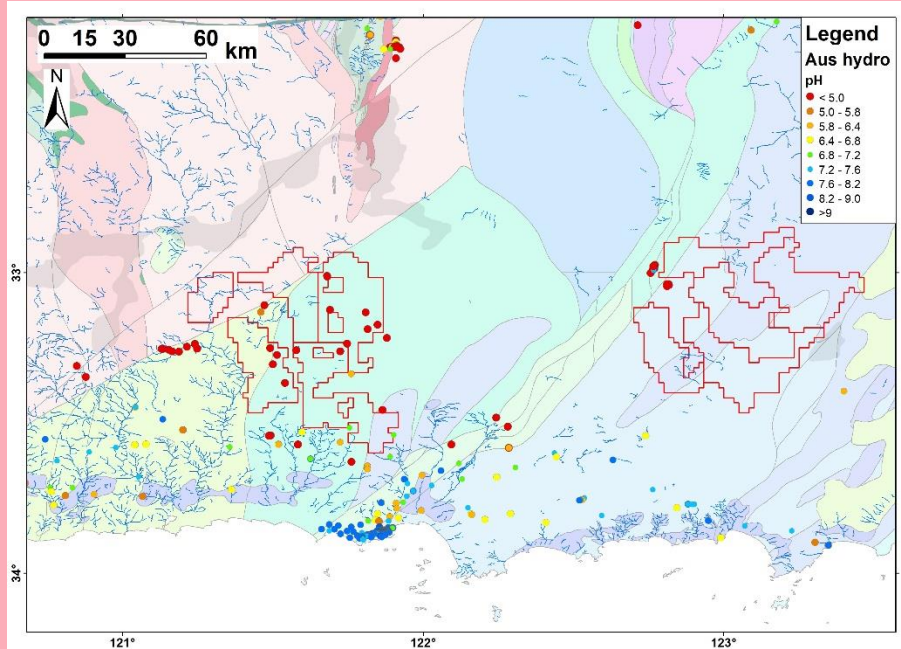 0 15 30 60
km
N
Legend
Aus hydro
pH
< 5.0
5.0 - 5.8
5.8 - 6.4
6.4 - 6.8
6.8 - 7.2
7.2 - 7.6
7.6 - 8.2
8.2 - 9.0
>9
33°
34°
121°
122°
123°